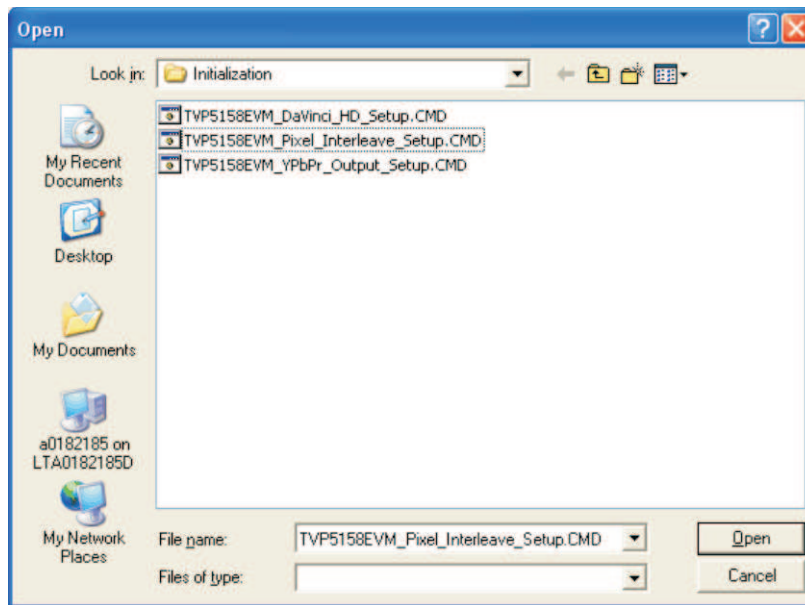 Open
Look in:
Initialization
My Recent
Documents
Desktop
My Documents
a0182185 on
LTA0182185D
My Network
Places
TVP5158EVM_DaVinci_HD_Setup.CMD
TVP5158EVM_Pixel_Interleave_Setup.CMD
TVP5158EVM_YPbPr_Output_Setup.CMD
File name:
TVP5158EVM_Pixel_Interleave_Setup.CMD
Open
Files of type:
Cancel